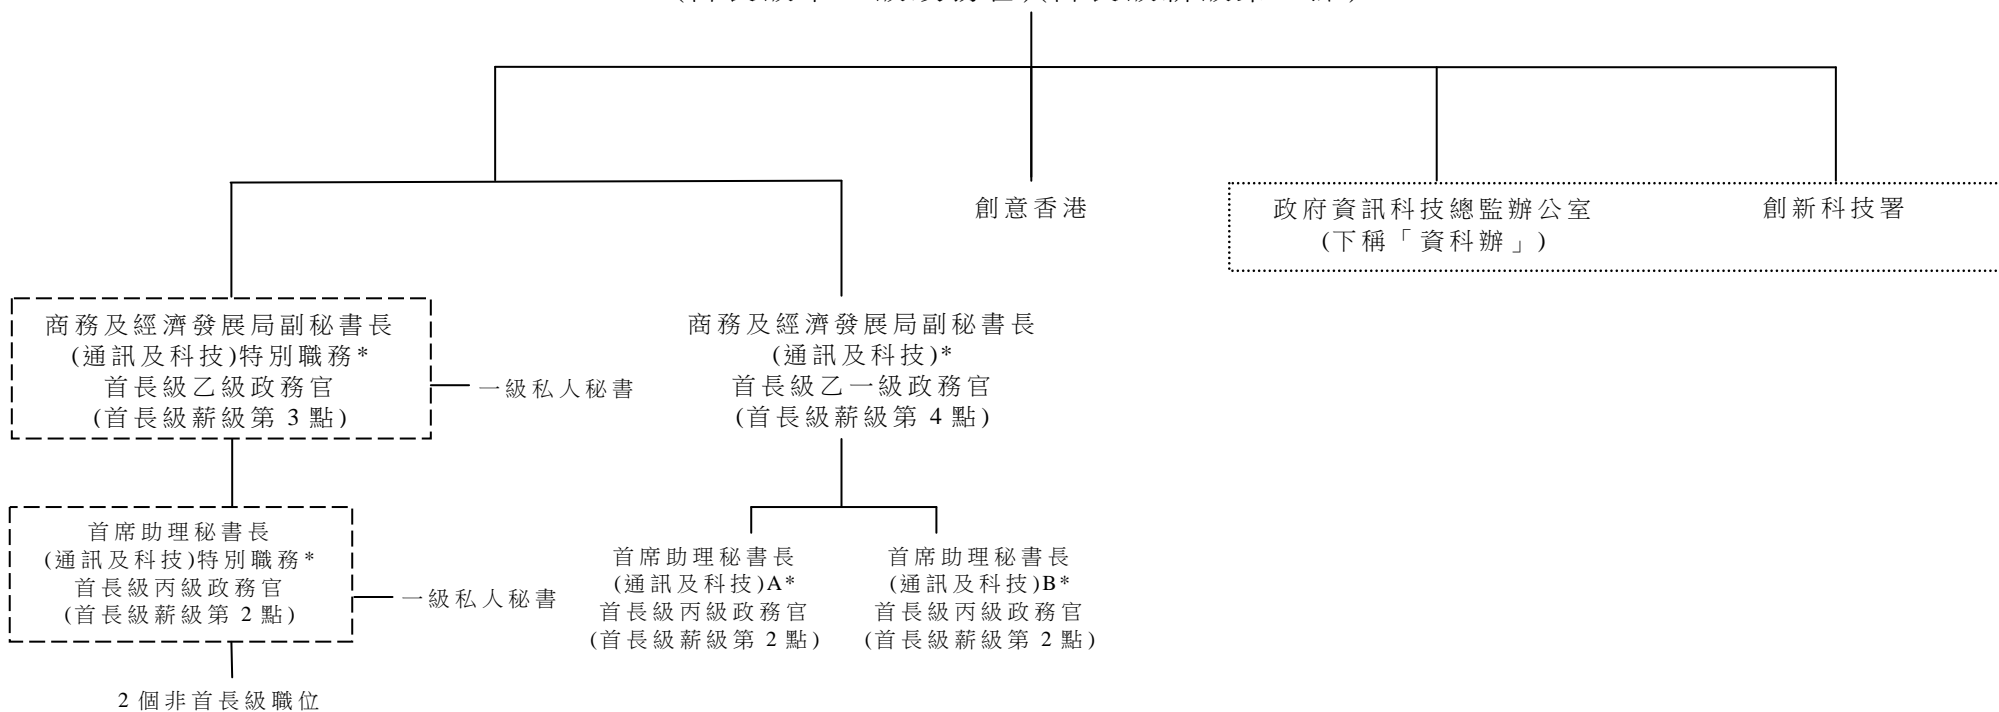 創意香港
政府資訊科技總監辦公室
(下稱「資科辦」)
創新科技署
商務及經濟發展局副秘書長
(通訊及科技)特別職務*
首長級乙級政務官
(首長級薪級第 3 點)
一級私人秘書
商務及經濟發展局副秘書長
(通訊及科技)*
首長級乙一級政務官
(首長級薪級第 4 點)
首席助理秘書長
(通訊及科技)特別職務*
首長級丙級政務官
(首長級薪級第 2 點)
一級私人秘書
首席助理秘書長
(通訊及科技)A*
首長級丙級政務官
(首長級薪級第 2 點)
首席助理秘書長
(通訊及科技)B*
首長級丙級政務官
(首長級薪級第 2 點)
2 個非首長級職位